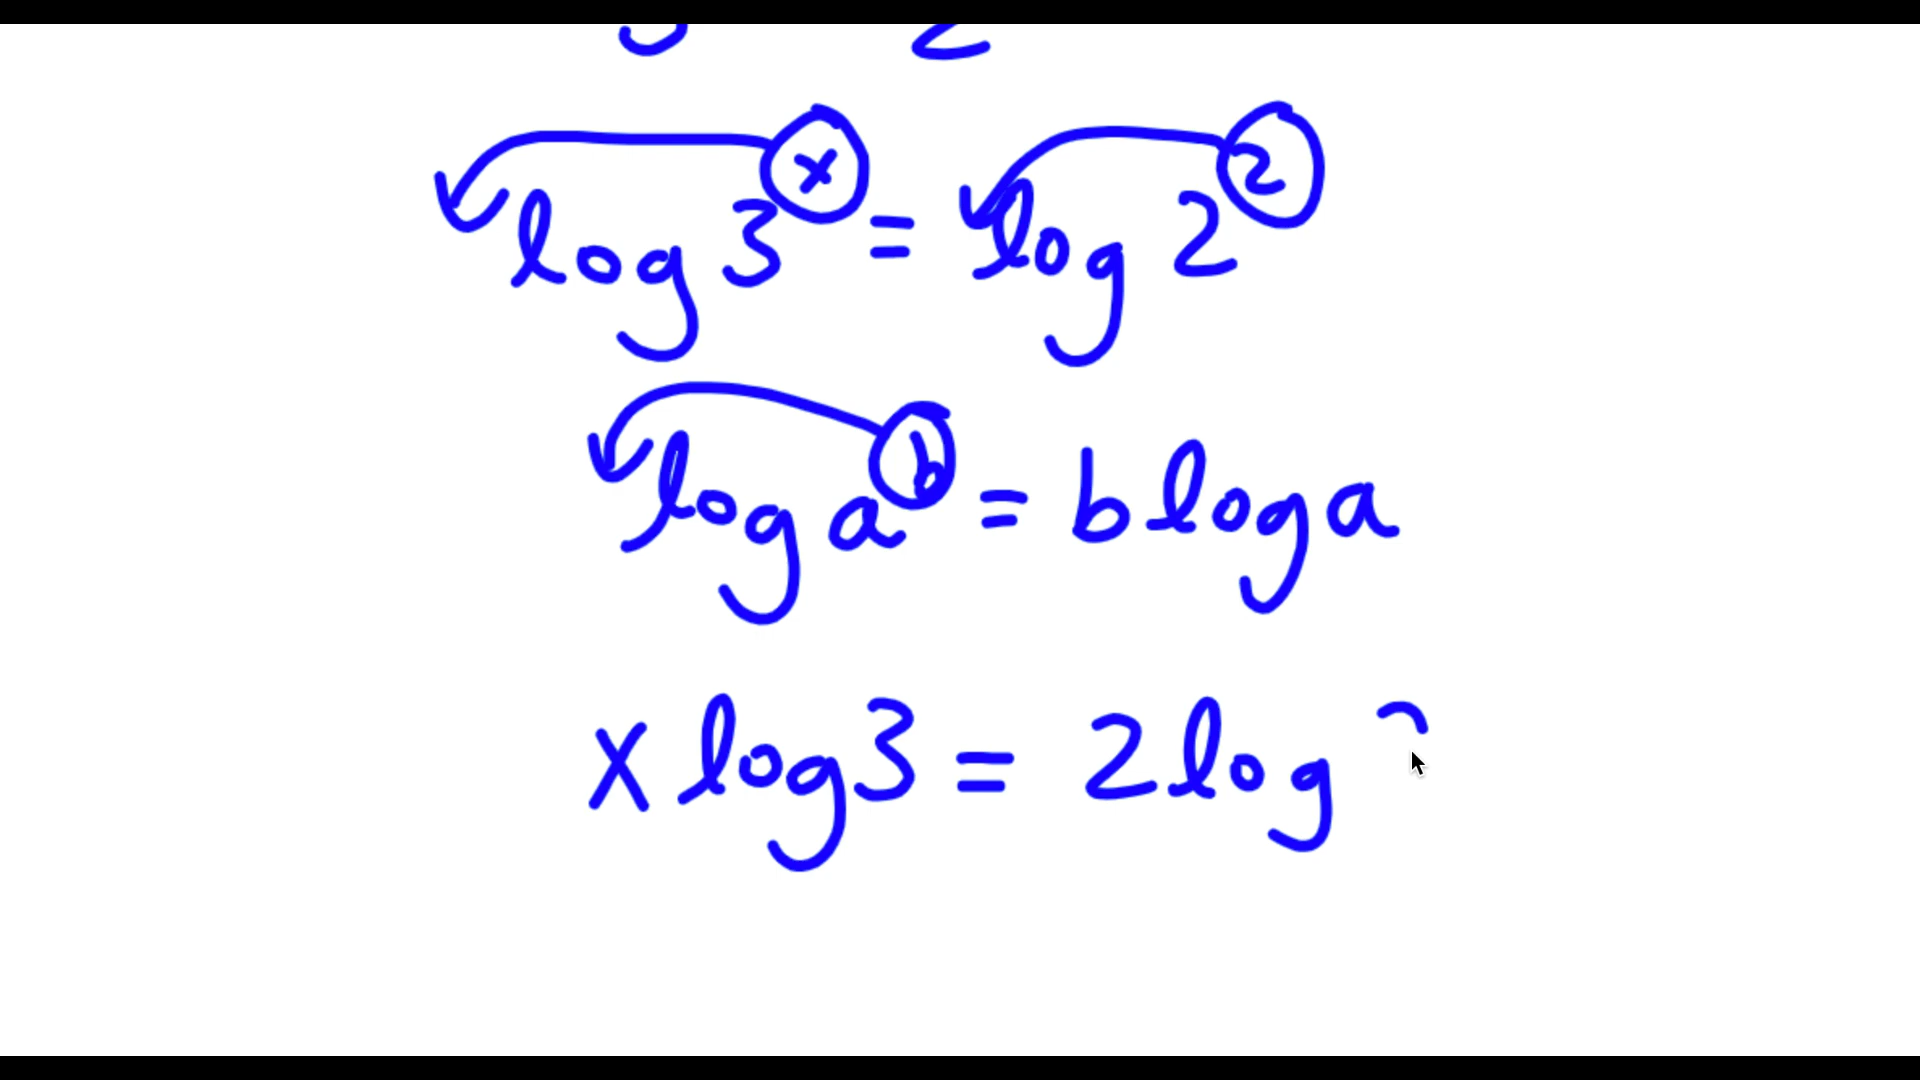 log 3^x = log 2^2
log a^b = b log a
x log 3 = 2 log